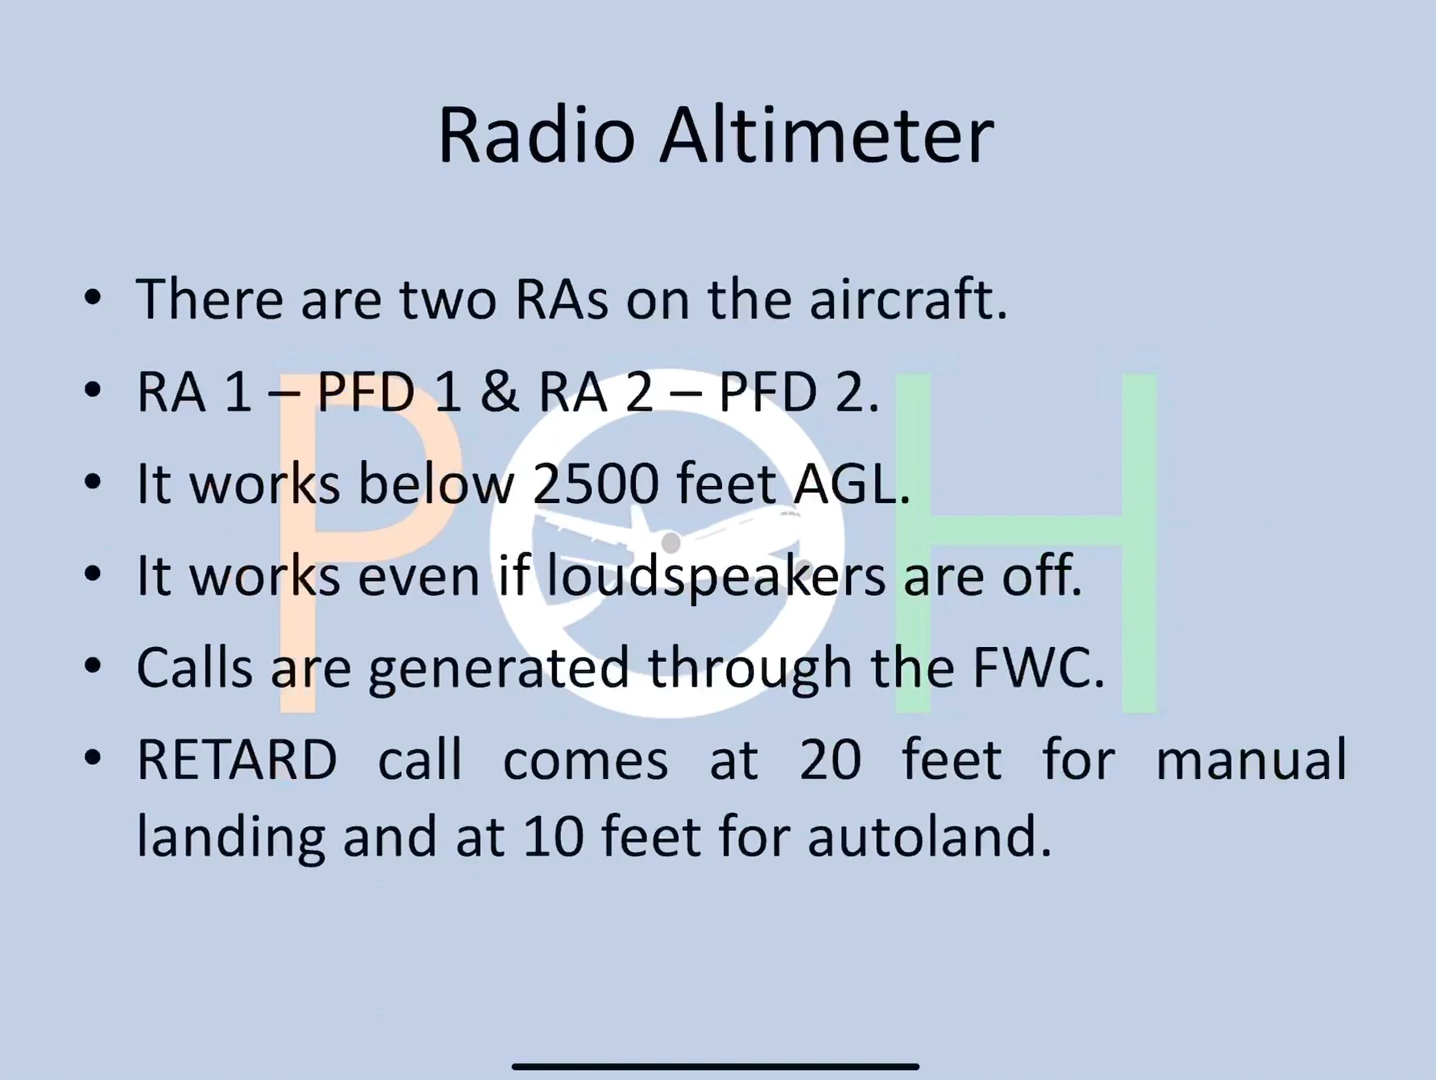 Radio Altimeter
• There are two RAs on the aircraft.
• RA 1 – PFD 1 & RA 2 – PFD 2.
• It works below 2500 feet AGL.
• It works even if loudspeakers are off.
• Calls are generated through the FWC.
• RETARD call comes at 20 feet for manual
landing and at 10 feet for autoland.
POH